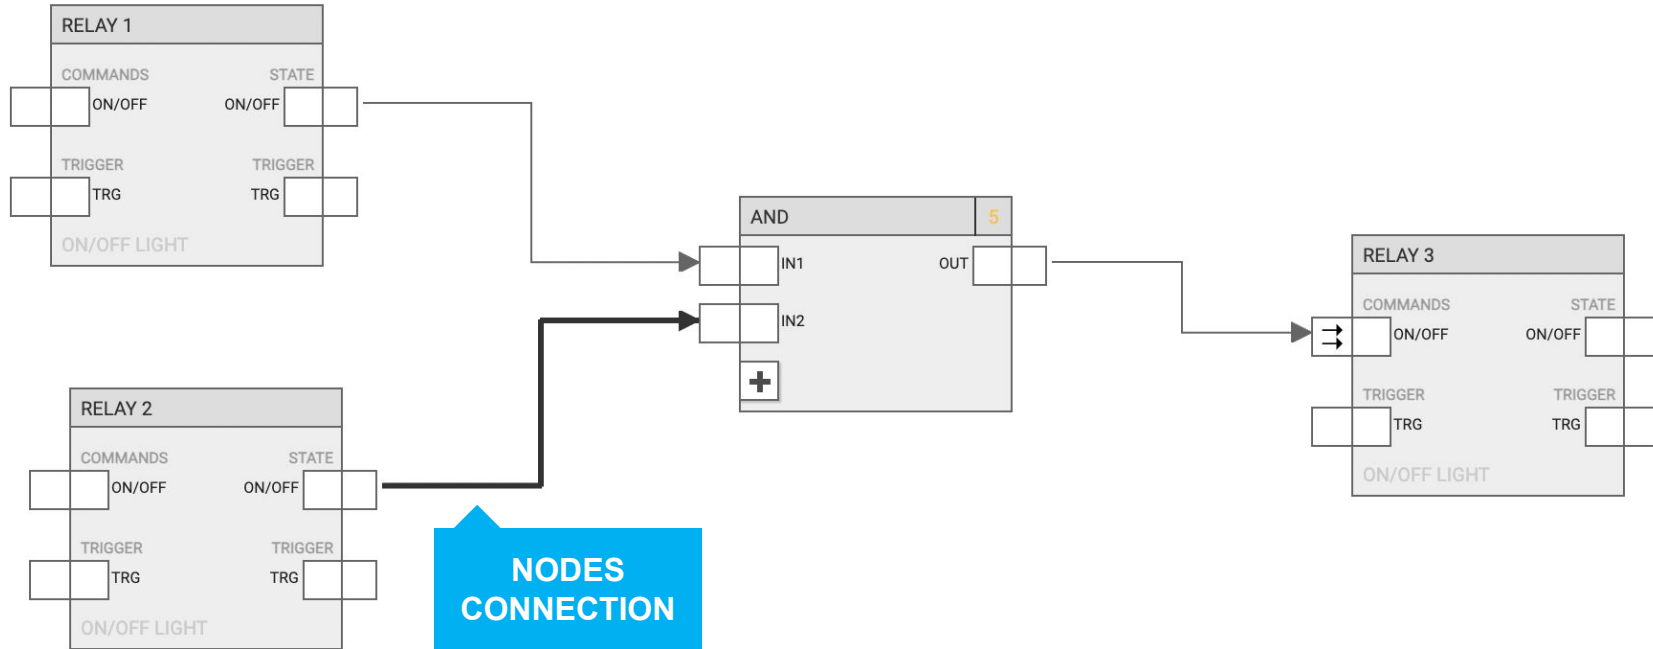 RELAY 1
COMMANDS STATE
ON/OFF ON/OFF
TRIGGER TRIGGER
TRG TRG
ON/OFF LIGHT
AND 5
IN1 OUT
IN2
RELAY 3
COMMANDS STATE
ON/OFF ON/OFF
TRIGGER TRIGGER
TRG TRG
ON/OFF LIGHT
RELAY 2
COMMANDS STATE
ON/OFF ON/OFF
TRIGGER TRIGGER
TRG TRG
ON/OFF LIGHT
NODES
CONNECTION